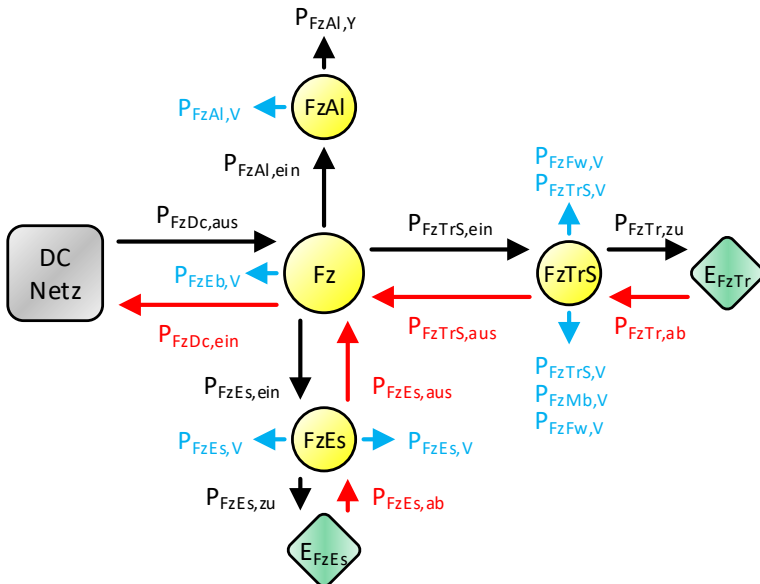 P_FzAl,Y
FzAl
P_FzAl,V
P_FzAl,ein
P_FzFw,V
P_FzTrS,V
P_FzDc,aus
P_FzTrS,ein
P_FzTr,zu
DC
Netz
P_FzEb,V
Fz
FzTrS
E_FzTr
P_FzDc,ein
P_FzTrS,aus
P_FzTr,ab
P_FzTrS,V
P_FzMb,V
P_FzFw,V
P_FzEs,ein
P_FzEs,aus
P_FzEs,V
FzEs
P_FzEs,V
P_FzEs,zu
P_FzEs,ab
E_FzEs